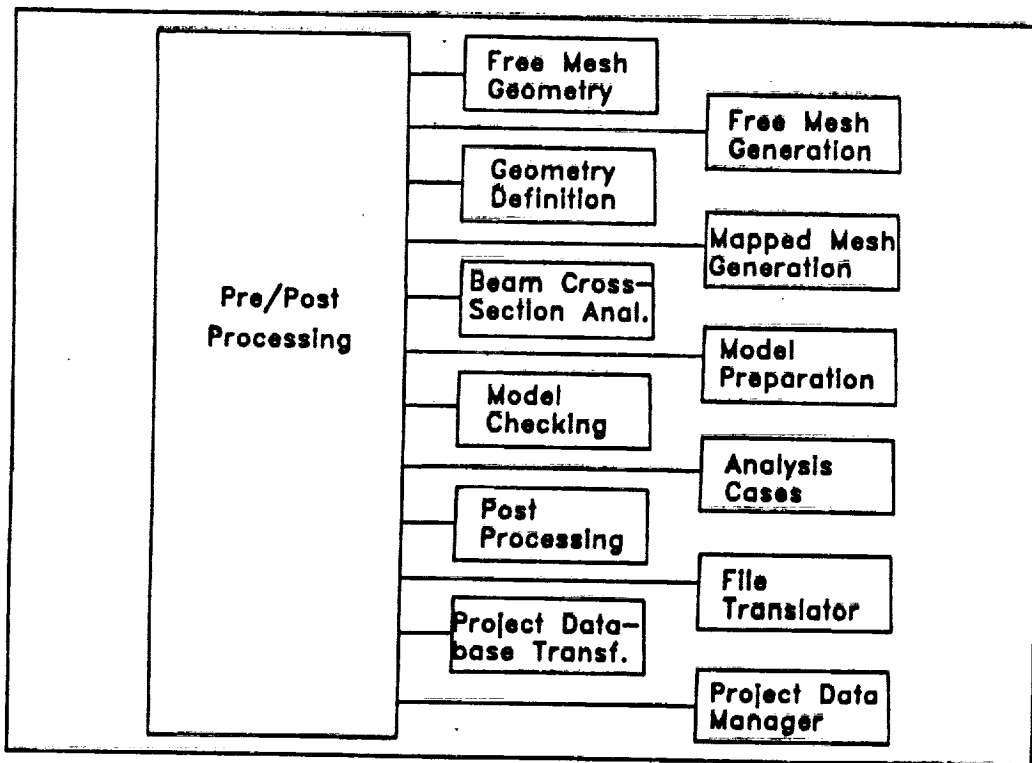 Free Mesh
Geometry
Free Mesh
Generation
Geometry
Definition
Mapped Mesh
Generation
Beam Cross-
Section Anal.
Pre/Post
Processing
Model
Preparation
Model
Checking
Analysis
Cases
Post
Processing
File
Translator
Project Data-
base Transf.
Project Data
Manager